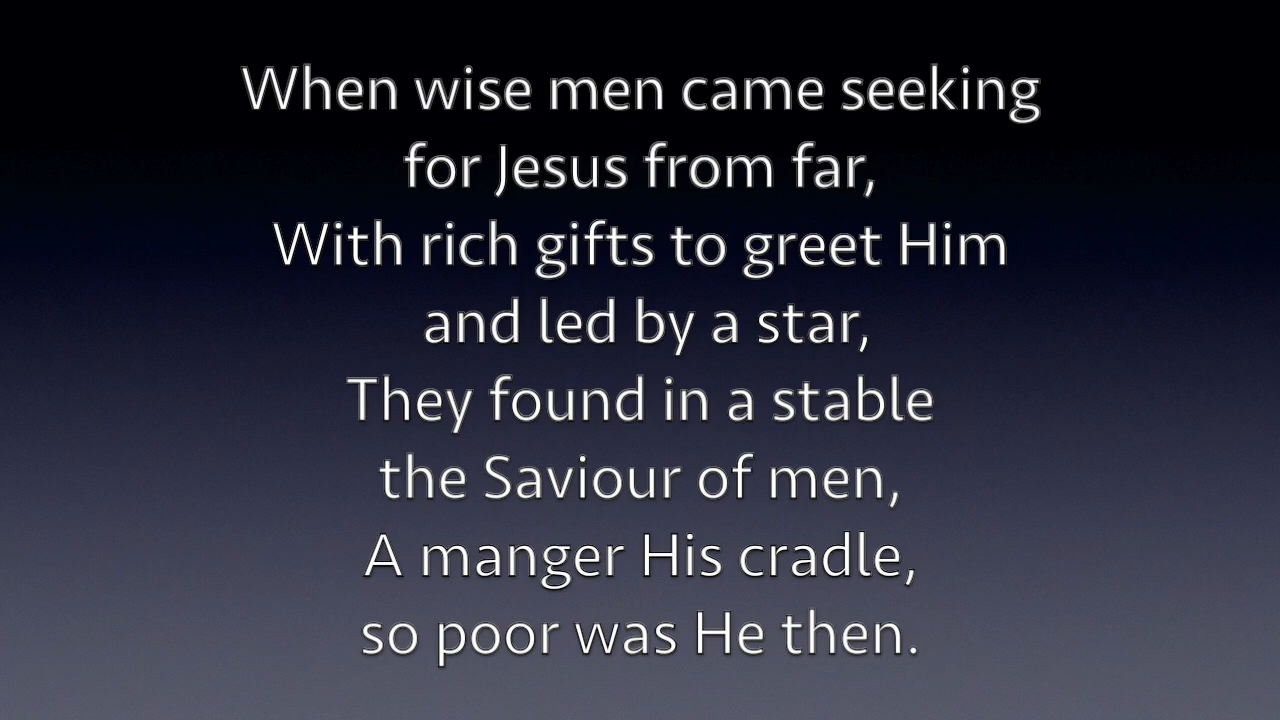 When wise men came seeking
for Jesus from far,
With rich gifts to greet Him
and led by a star,
They found in a stable
the Saviour of men,
A manger His cradle,
so poor was He then.